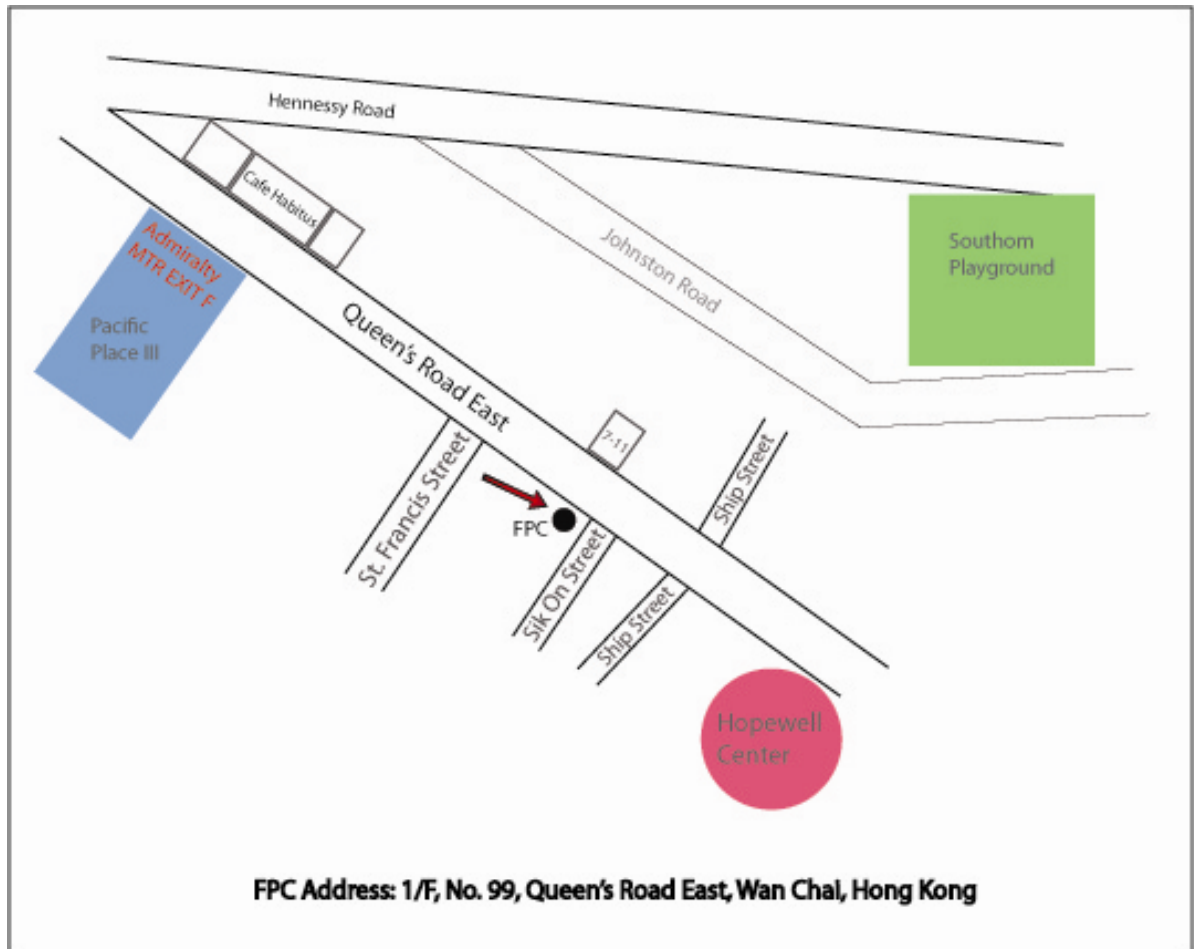 Hennessy Road
Cafe Habitus
Johnston Road
Southorn
Playground
Admiralty
MTR EXIT F
Pacific
Place III
Queen's Road East
7-11
Ship Street
St. Francis Street
FPC
Sik On Street
Ship Street
Hopewell
Center
FPC Address: 1/F, No. 99, Queen's Road East, Wan Chai, Hong Kong